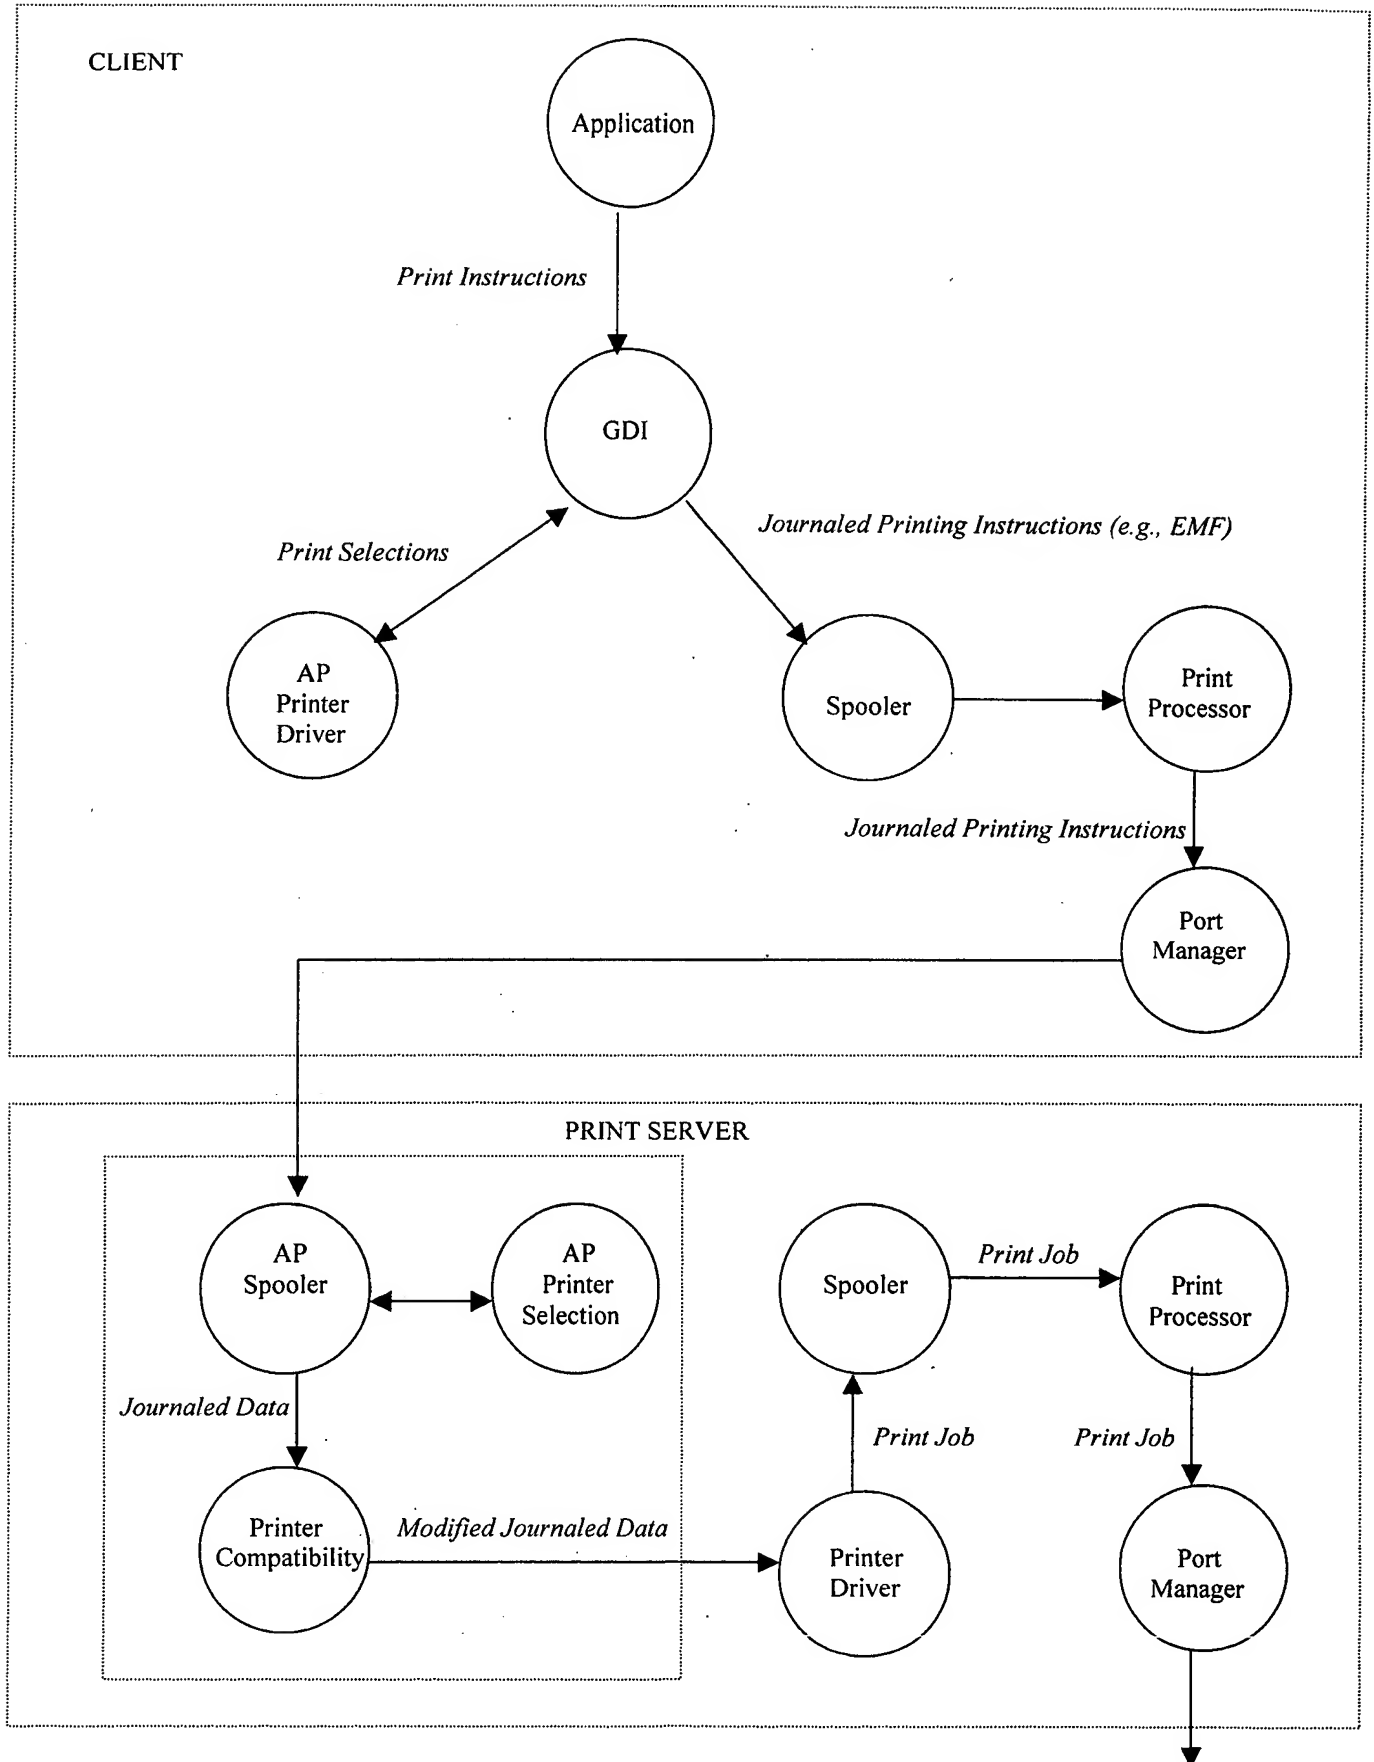 CLIENT
Application
Print Instructions
GDI
Journaled Printing Instructions (e.g., EMF)
Print Selections
AP
Printer
Driver
Spooler
Print
Processor
Journaled Printing Instructions
Port
Manager
PRINT SERVER
AP
Spooler
AP
Printer
Selection
Spooler
Print Job
Print
Processor
Journaled Data
Print Job
Print Job
Printer
Compatibility
Modified Journaled Data
Printer
Driver
Port
Manager